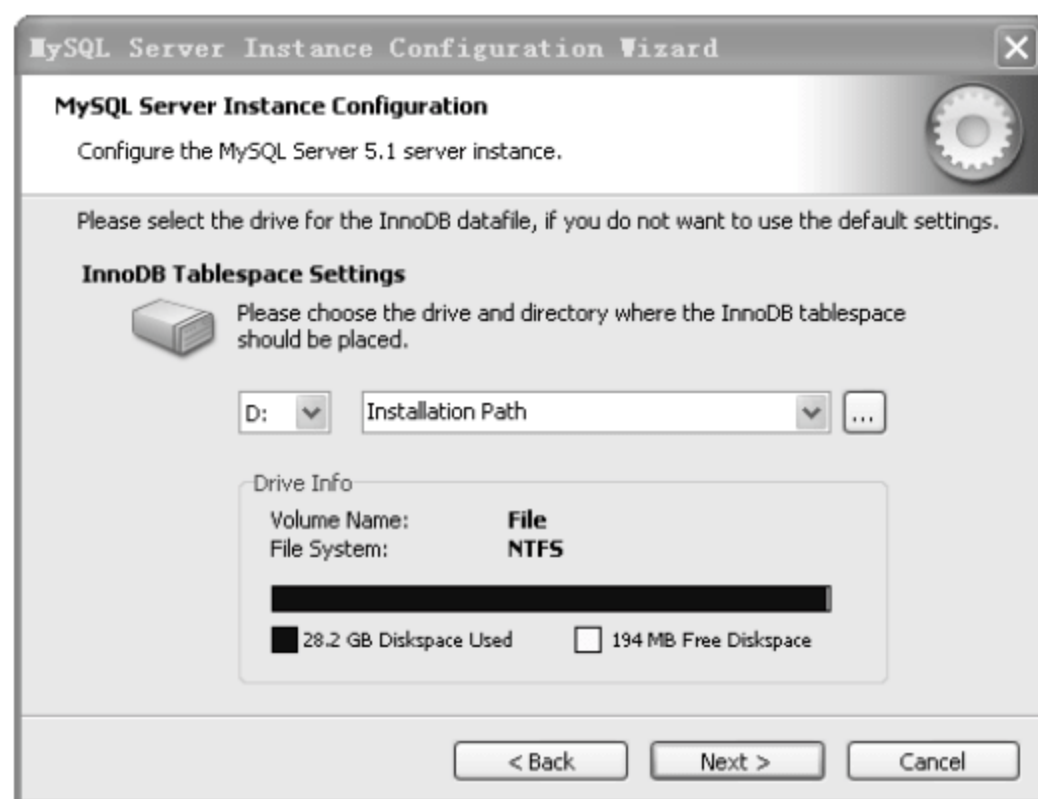 MySQL Server Instance Configuration Wizard
MySQL Server Instance Configuration
Configure the MySQL Server 5.1 server instance.
Please select the drive for the InnoDB datafile, if you do not want to use the default settings.
InnoDB Tablespace Settings
Please choose the drive and directory where the InnoDB tablespace
should be placed.
D: Installation Path ...
Drive Info
Volume Name: File
File System: NTFS
28.2 GB Diskspace Used 194 MB Free Diskspace
< Back Next > Cancel